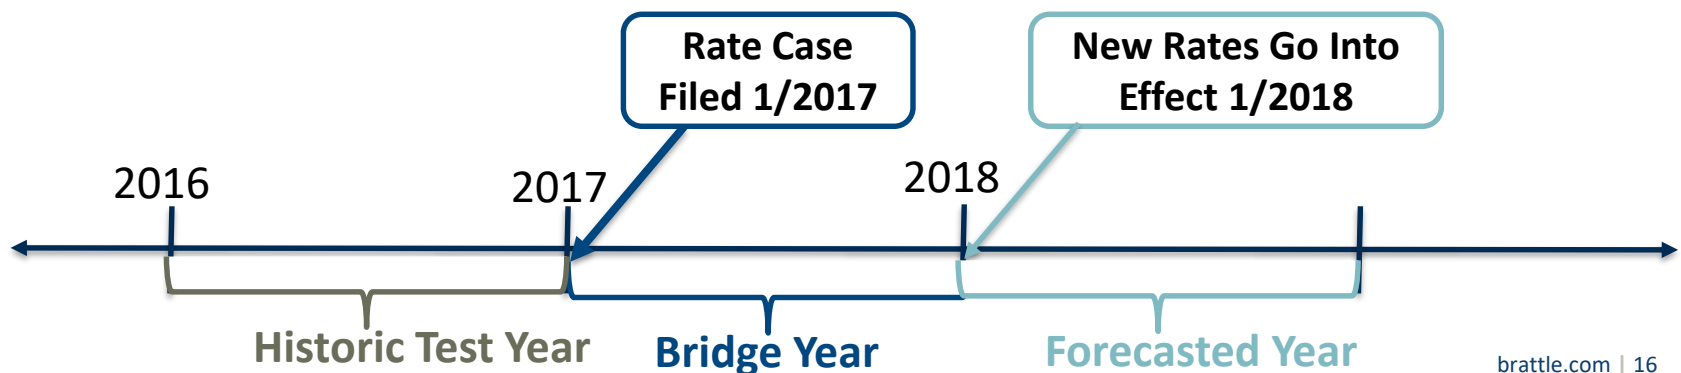 Rate Case
Filed 1/2017
New Rates Go Into
Effect 1/2018
2016
2017
2018
Historic Test Year
Bridge Year
Forecasted Year
brattle.com | 16